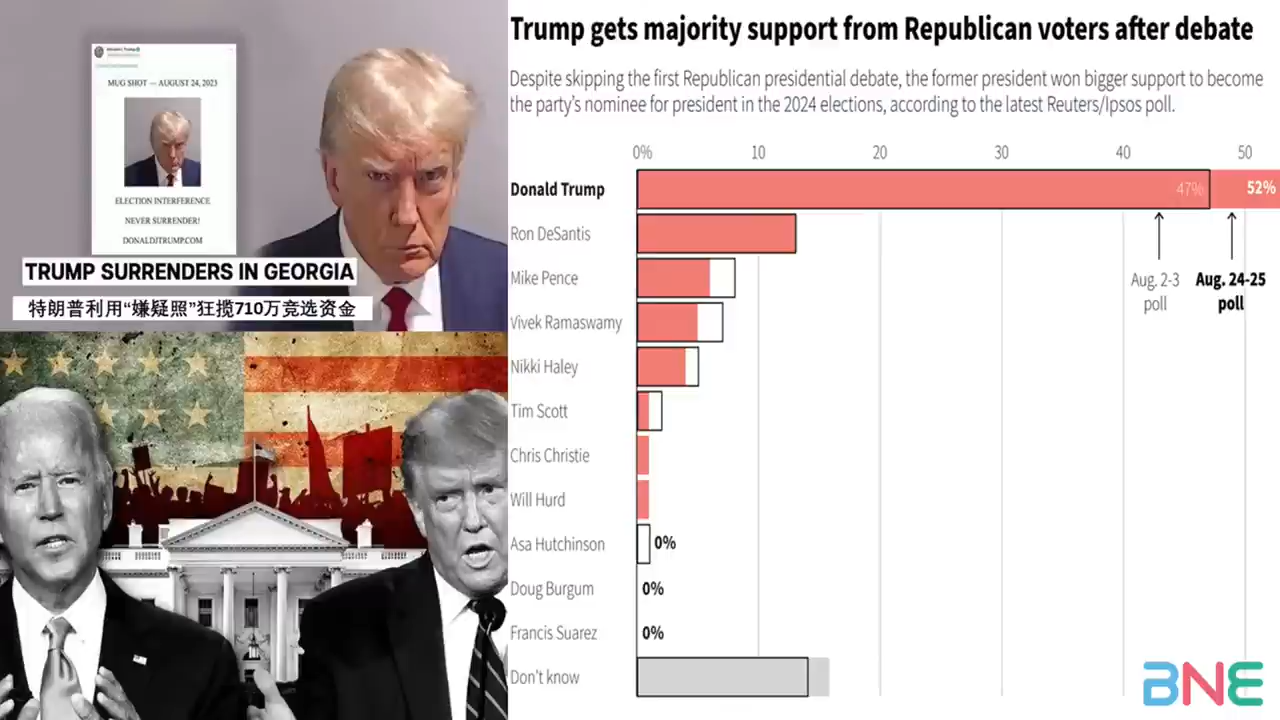 MUG SHOT — AUGUST 24, 2023
ELECTION INTERFERENCE
NEVER SURRENDER!
DONALDJTRUMP.COM
TRUMP SURRENDERS IN GEORGIA
特朗普利用“嫌疑照”狂揽710万竞选资金
Trump gets majority support from Republican voters after debate
Despite skipping the first Republican presidential debate, the former president won bigger support to become
the party’s nominee for president in the 2024 elections, according to the latest Reuters/Ipsos poll.
0% 10 20 30 40 50
Donald Trump 47% 52%
Ron DeSantis
Aug. 2-3 Aug. 24-25
poll poll
Mike Pence
Vivek Ramaswamy
Nikki Haley
Tim Scott
Chris Christie
Will Hurd
Asa Hutchinson 0%
Doug Burgum 0%
Francis Suarez 0%
Don't know
BNE